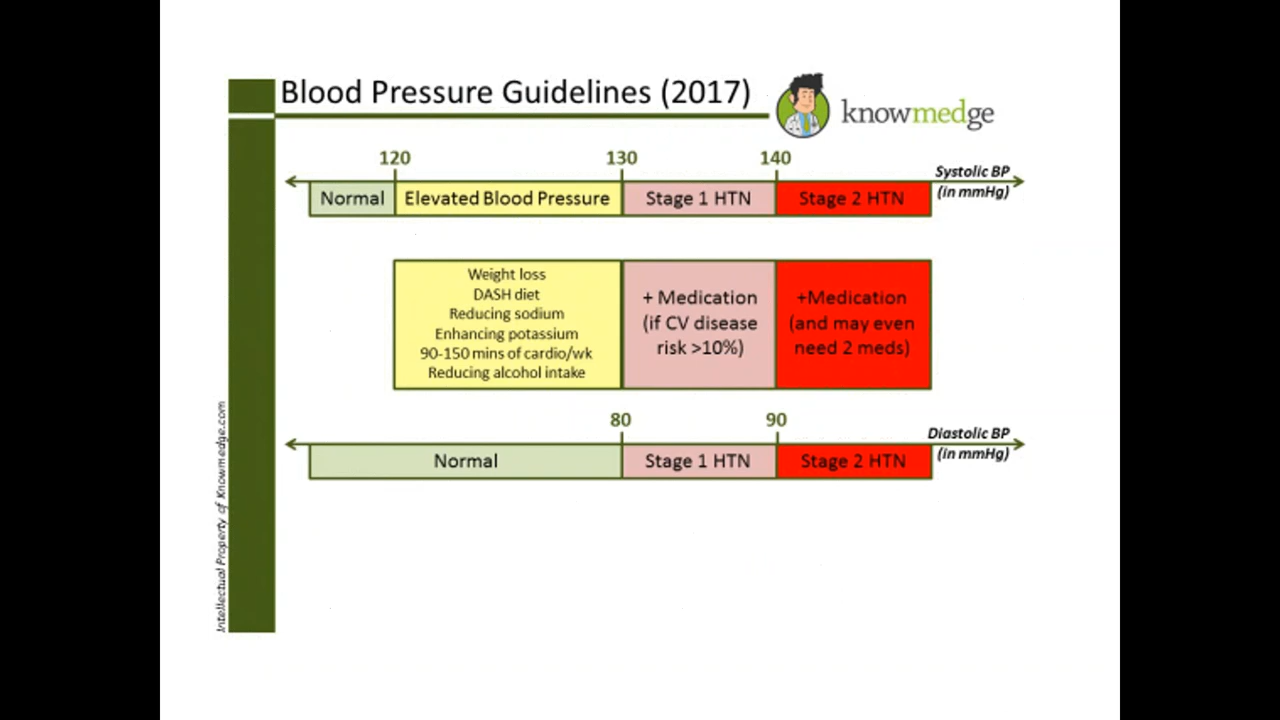 Blood Pressure Guidelines (2017)
knowmedge
120 130 140
Systolic BP
(in mmHg)
Normal Elevated Blood Pressure Stage 1 HTN Stage 2 HTN
Weight loss
DASH diet
Reducing sodium
Enhancing potassium
90-150 mins of cardio/wk
Reducing alcohol intake
+ Medication
(if CV disease
risk >10%)
+Medication
(and may even
need 2 meds)
80 90
Diastolic BP
(in mmHg)
Normal Stage 1 HTN Stage 2 HTN
Intellectual Property of Knowmedge.com